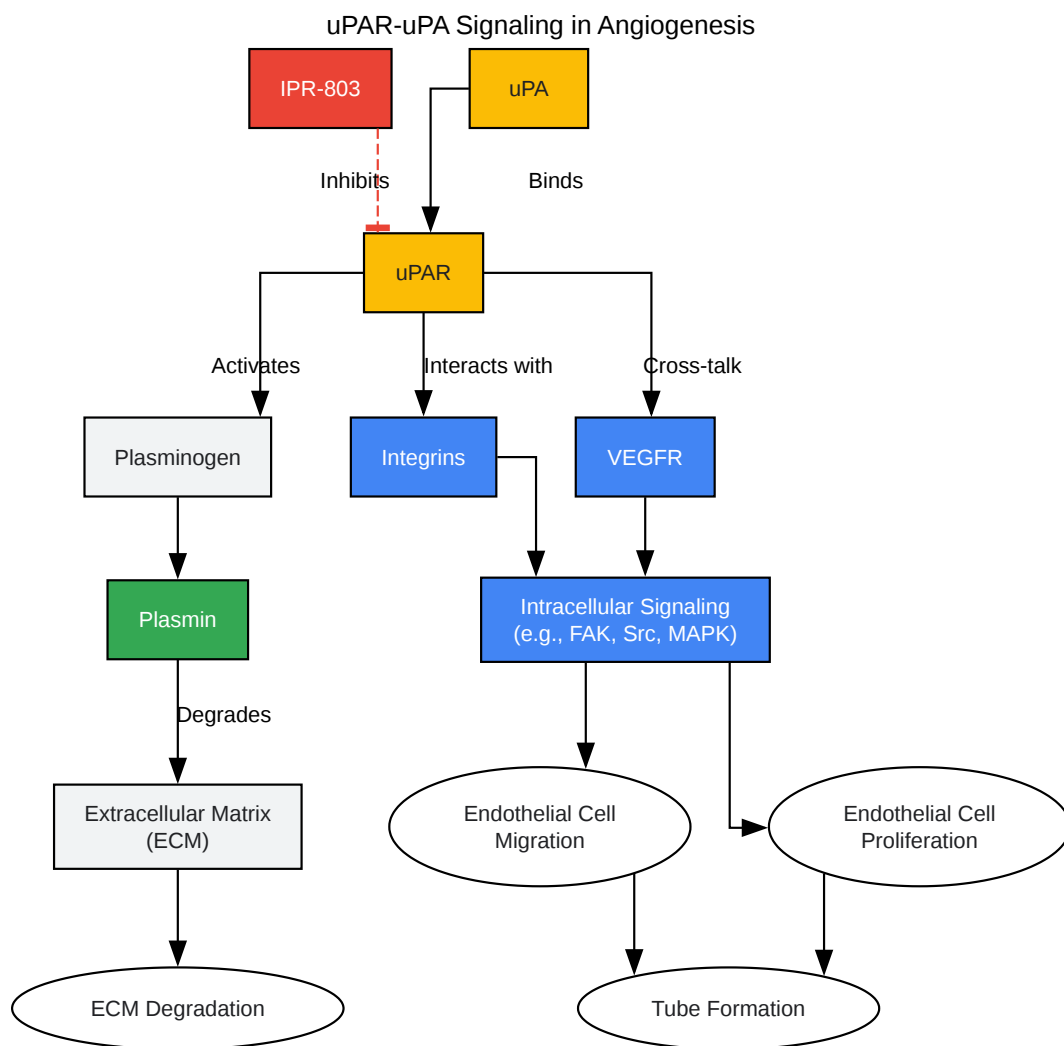 uPAR-uPA Signaling in Angiogenesis
IPR-803
uPA
Inhibits
Binds
uPAR
Activates
Interacts with
Cross-talk
Plasminogen
Integrins
VEGFR
Plasmin
Intracellular Signaling
(e.g., FAK, Src, MAPK)
Degrades
Extracellular Matrix
(ECM)
Endothelial Cell
Migration
Endothelial Cell
Proliferation
ECM Degradation
Tube Formation